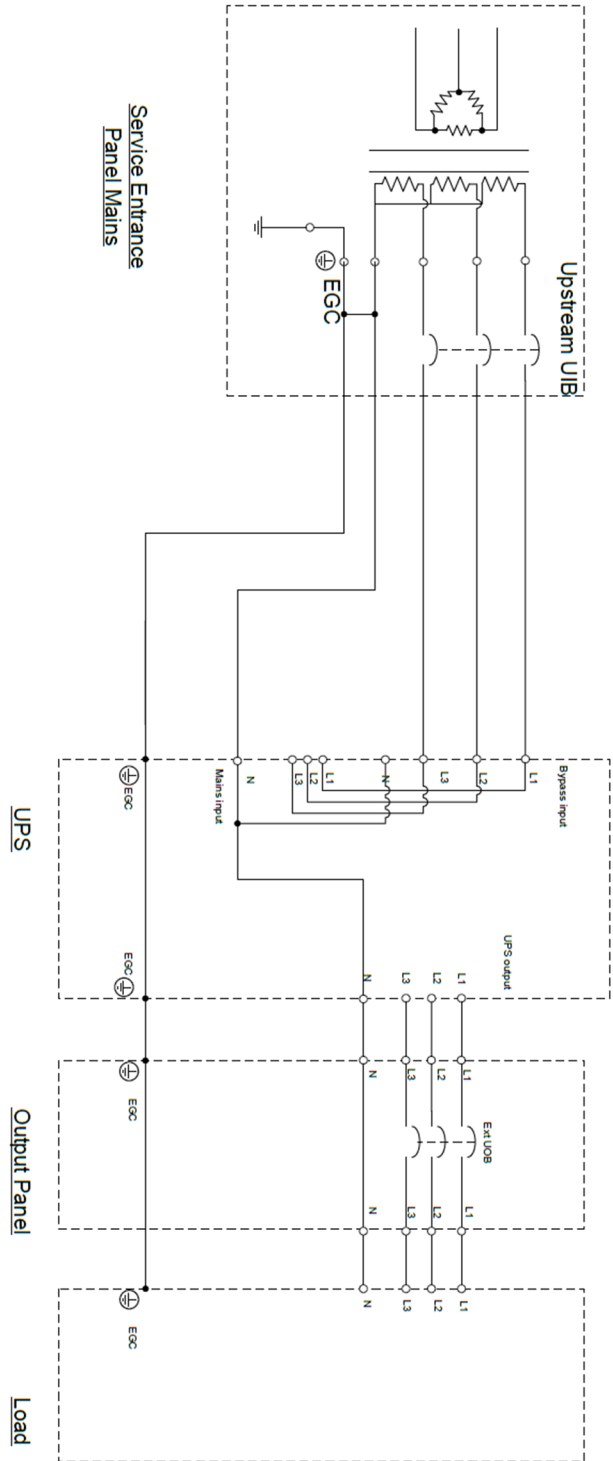 Service Entrance
Panel Mains
Upstream UIB
EGC
UPS
Bypass input
L1
L2
L3
N
L1
L2
L3
N
Mains input
EGC
UPS output
L1
L2
L3
N
EGC
Output Panel
L1
L2
L3
N
EGC
Ext UOB
L1
L2
L3
N
Load
L1
L2
L3
N
EGC